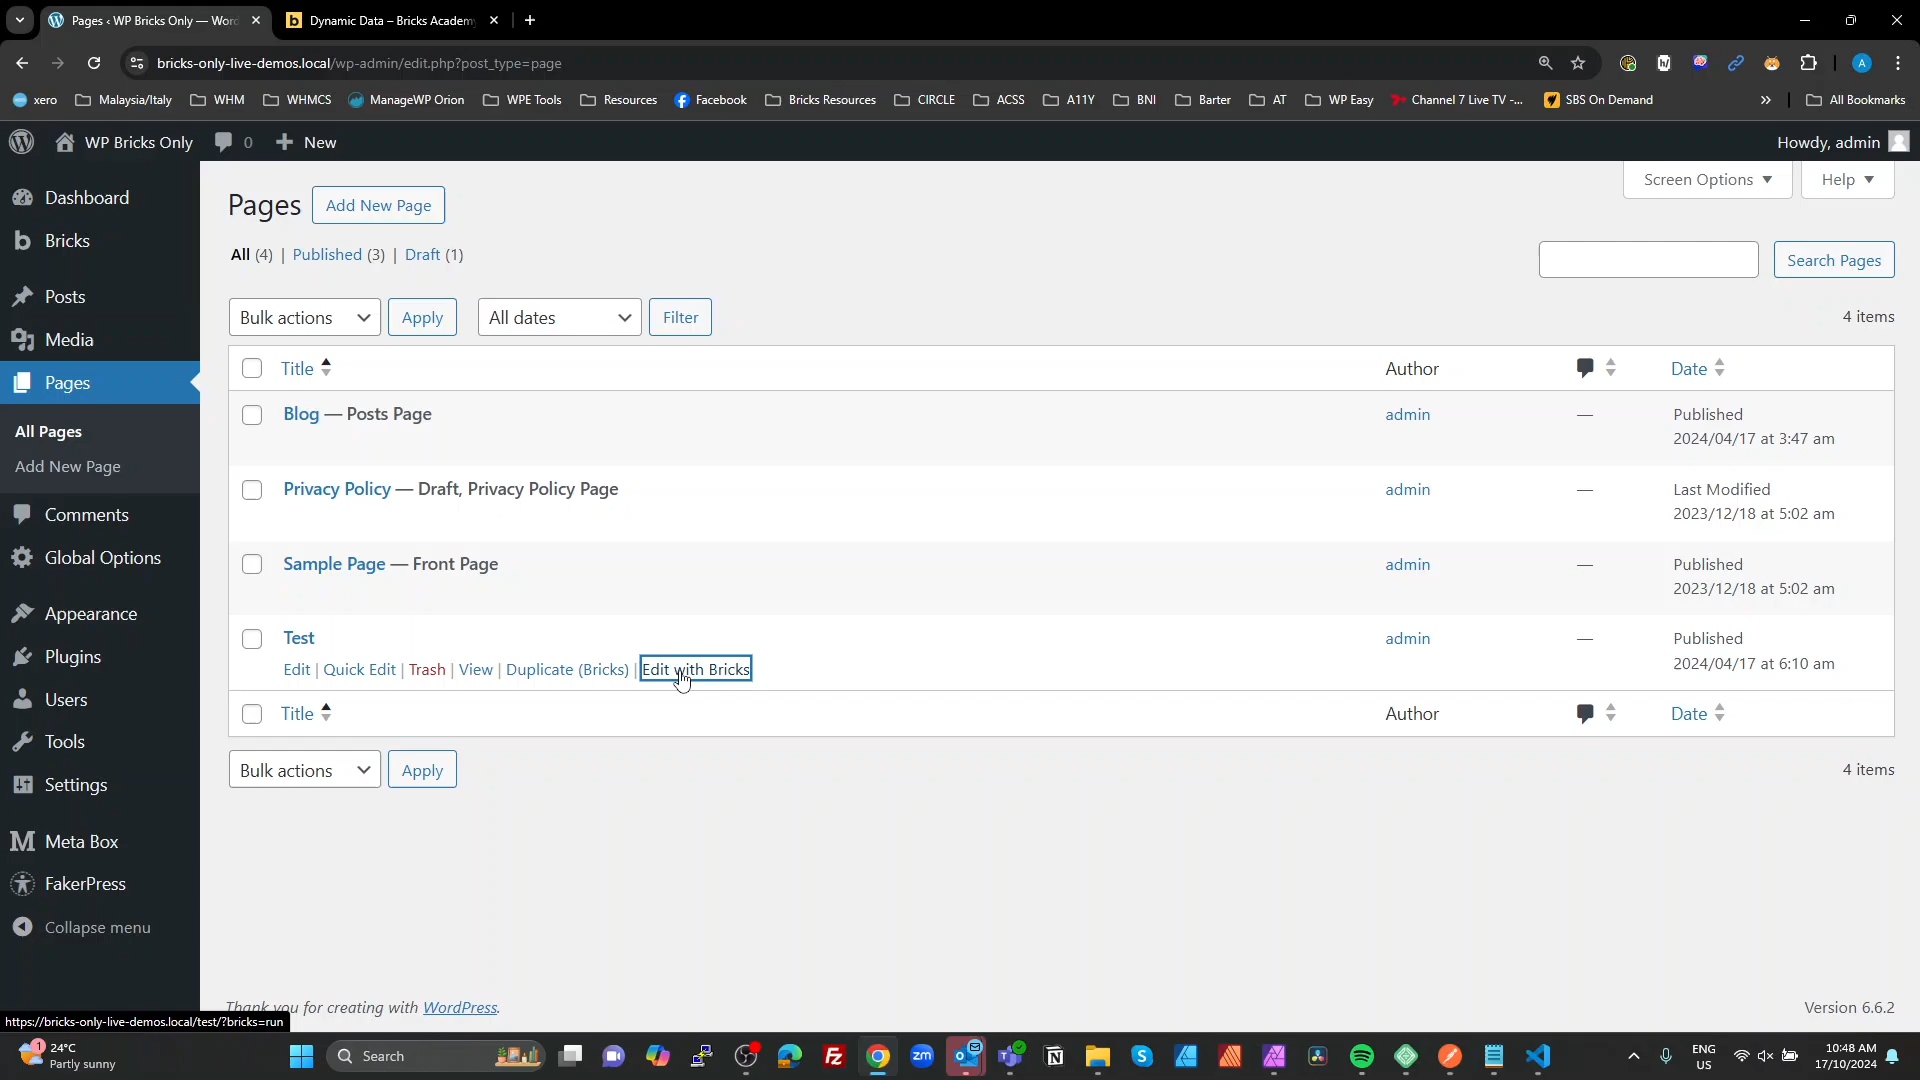 Pages ‹ WP Bricks Only — Wor
Dynamic Data – Bricks Academy
bricks-only-live-demos.local/wp-admin/edit.php?post_type=page
xero
Malaysia/Italy
WHM
WHMCS
ManageWP Orion
WPE Tools
Resources
Facebook
Bricks Resources
CIRCLE
ACSS
A11Y
BNI
Barter
AT
WP Easy
Channel 7 Live TV -...
SBS On Demand
All Bookmarks
WP Bricks Only
0
New
Howdy, admin
Dashboard
Bricks
Posts
Media
Pages
All Pages
Add New Page
Comments
Global Options
Appearance
Plugins
Users
Tools
Settings
Meta Box
FakerPress
Collapse menu
Screen Options
Help
Pages
Add New Page
All (4) | Published (3) | Draft (1)
Search Pages
Bulk actions
Apply
All dates
Filter
4 items
Title
Author
Date
Blog — Posts Page
admin
—
Published
2024/04/17 at 3:47 am
Privacy Policy — Draft, Privacy Policy Page
admin
—
Last Modified
2023/12/18 at 5:02 am
Sample Page — Front Page
admin
—
Published
2023/12/18 at 5:02 am
Test
Edit | Quick Edit | Trash | View | Duplicate (Bricks) | Edit with Bricks
admin
—
Published
2024/04/17 at 6:10 am
Title
Author
Date
Bulk actions
Apply
4 items
Thank you for creating with WordPress.
Version 6.6.2
https://bricks-only-live-demos.local/test/?bricks=run
1
24°C
Partly sunny
Search
zm
ENG
US
10:48 AM
17/10/2024